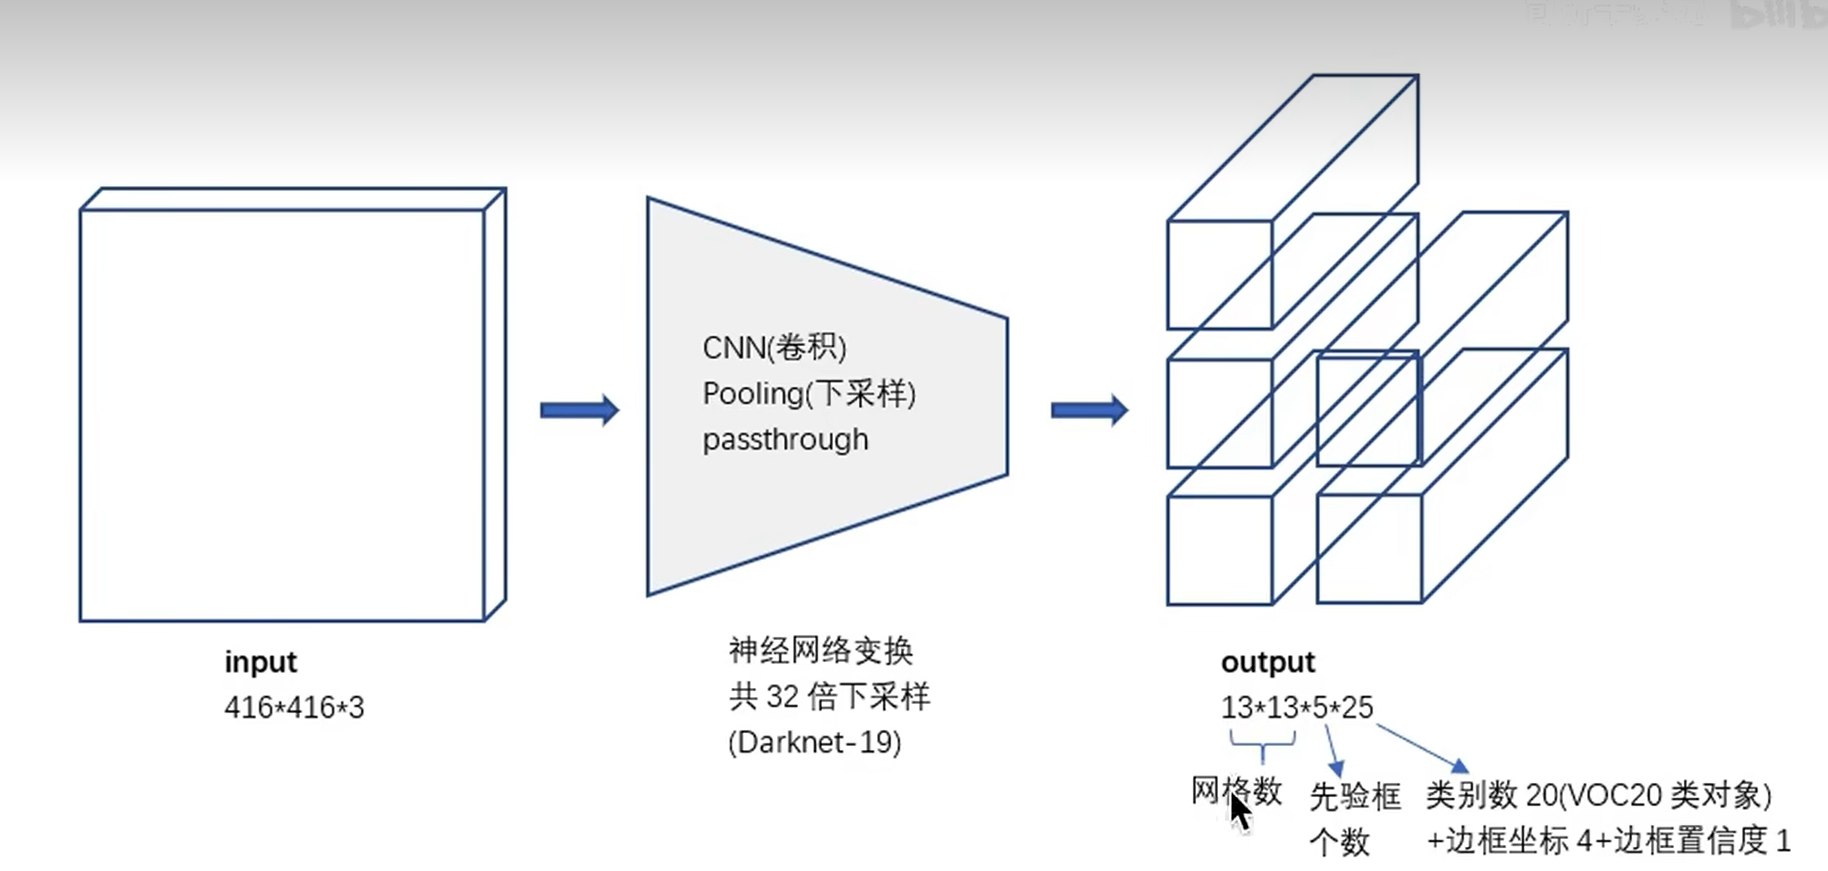 CNN(卷积)
Pooling(下采样)
passthrough
input
416*416*3
神经网络变换
共 32 倍下采样
(Darknet-19)
output
13*13*5*25
网格数
先验框
个数
类别数 20(VOC20 类对象)
+边框坐标 4+边框置信度 1